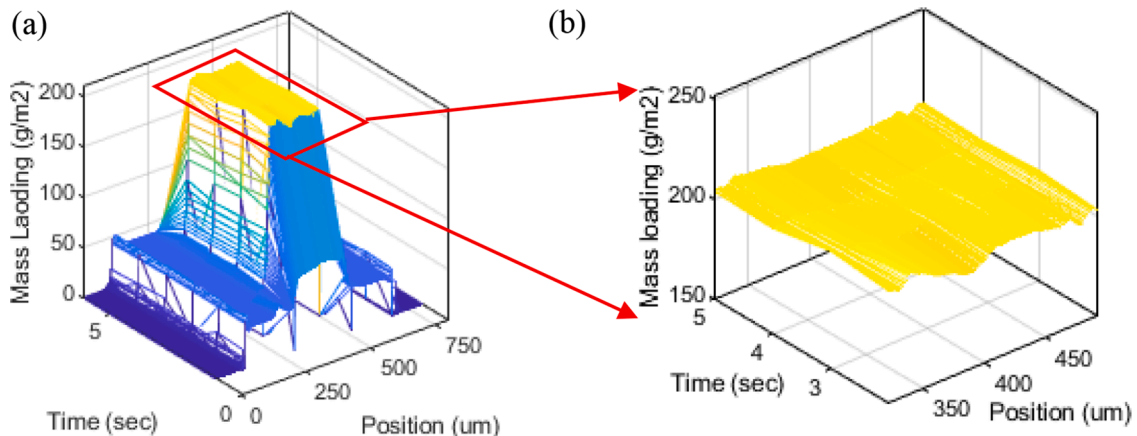 (a)
(b)
Mass Laoding (g/m2)
200
150
100
50
0
5
0
0
250
500
750
Time (sec)
Position (um)
Mass loading (g/m2)
250
200
150
5
4
3
350
400
450
Time (sec)
Position (um)